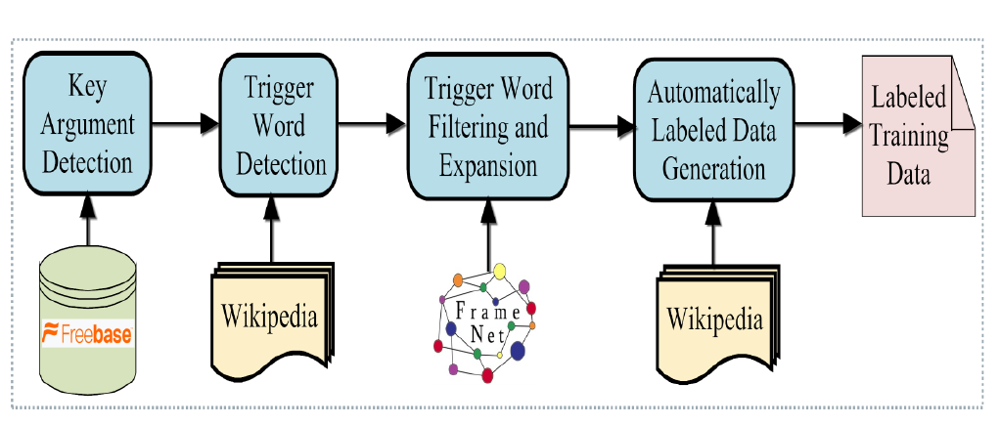 Key
Argument
Detection
Trigger
Word
Detection
Trigger Word
Filtering and
Expansion
Automatically
Labeled Data
Generation
Labeled
Training
Data
Freebase
Wikipedia
Frame
Net
Wikipedia